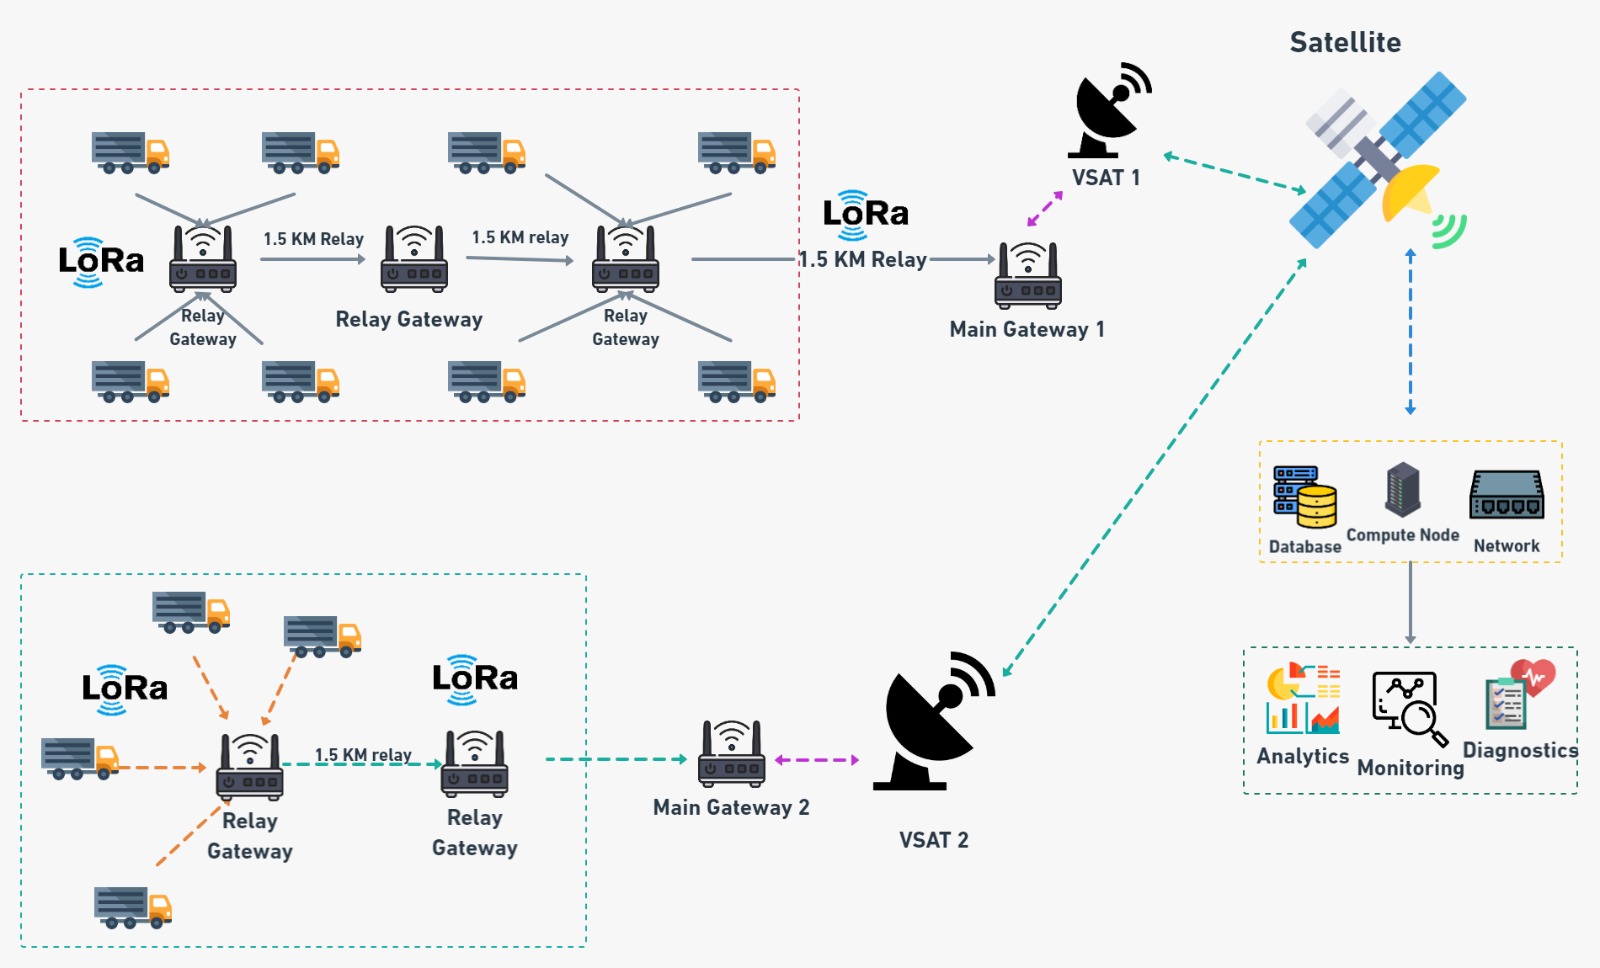 Satellite
VSAT 1
LoRa
1.5 KM Relay
1.5 KM relay
LoRa
1.5 KM Relay
Relay
Gateway
Relay Gateway
Relay
Gateway
Main Gateway 1
Database
Compute Node
Network
LoRa
LoRa
1.5 KM relay
Relay
Gateway
Relay
Gateway
Main Gateway 2
VSAT 2
Analytics
Monitoring
Diagnostics